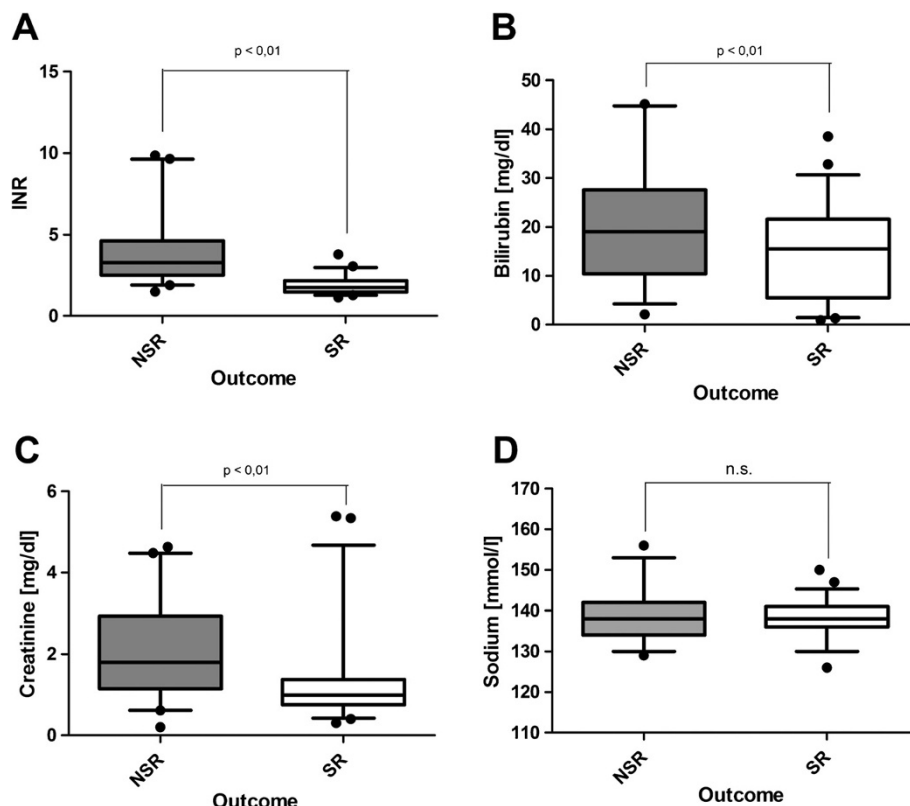 A
p < 0,01
INR
15
10
5
0
NSR
SR
Outcome
B
p < 0,01
Bilirubin [mg/dl]
50
40
30
20
10
0
NSR
SR
Outcome
C
p < 0,01
Creatinine [mg/dl]
6
4
2
0
NSR
SR
Outcome
D
n.s.
Sodium [mmol/l]
170
160
150
140
130
120
110
NSR
SR
Outcome